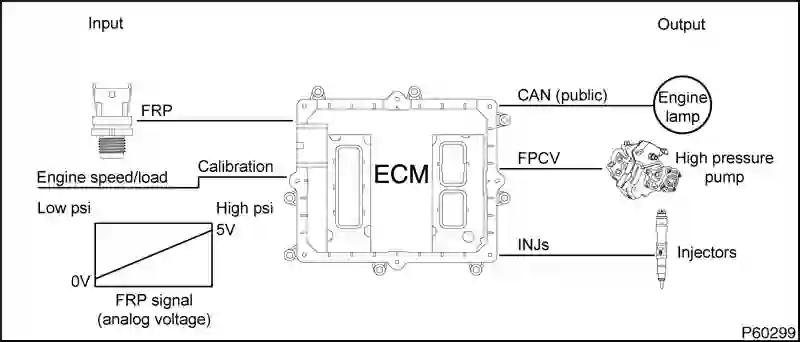 Input
Output
FRP
CAN (public)
Engine
lamp
Engine speed/load
Calibration
ECM
FPCV
High pressure
pump
Low psi
High psi
5V
0V
FRP signal
(analog voltage)
INJs
Injectors
P60299